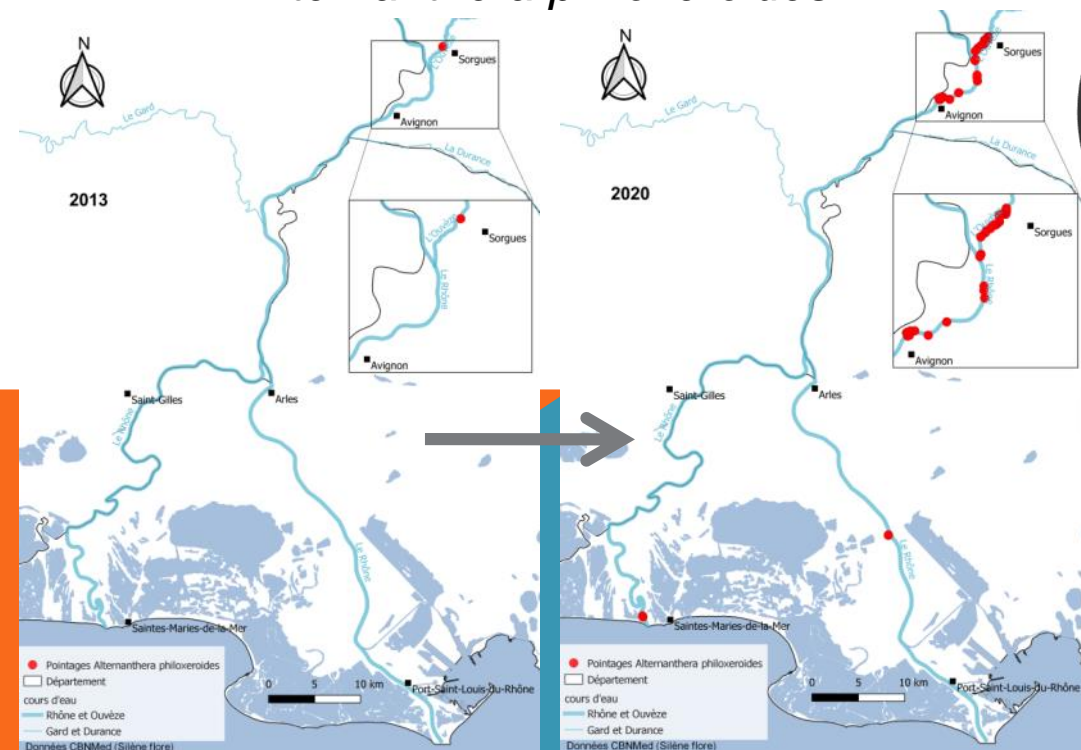 N
Sorgues
L'Ouvèze
Avignon
Le Gard
La Durance
2013
L'Ouvèze
Sorgues
Le Rhône
Avignon
Saint-Gilles
Arles
Le Rhône
Le Rhône
Saintes-Maries-de-la-Mer
Port-Saint-Louis-du-Rhône
Pointages Alternanthera philoxeroides
Département
cours d'eau
Rhône et Ouvèze
Gard et Durance
Données CBNMed (Silène flore)
0 5 10 km
N
Sorgues
Avignon
Le Gard
La Durance
2020
L'Ouvèze
Sorgues
Le Rhône
Avignon
Saint-Gilles
Arles
Le Rhône
Le Rhône
Saintes-Maries-de-la-Mer
Port-Saint-Louis-du-Rhône
Pointages Alternanthera philoxeroides
Département
cours d'eau
Rhône et Ouvèze
Gard et Durance
Données CBNMed (Silène flore)
0 5 10 km